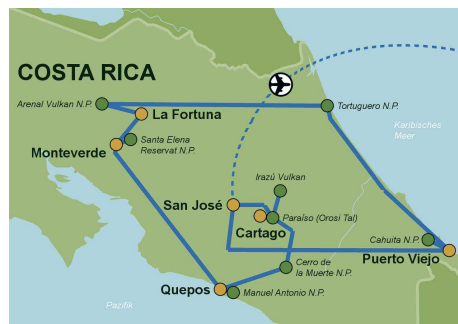 COSTA RICA
Arenal Vulkan N.P.
La Fortuna
Tortuguero N.P.
Karibisches
Meer
Santa Elena
Reservat N.P.
Monteverde
Irazú Vulkan
San José
Paraíso (Orosi Tal)
Cartago
Cahuita N.P.
Puerto Viejo
Cerro de
la Muerte N.P.
Quepos
Manuel Antonio N.P.
Pazifik